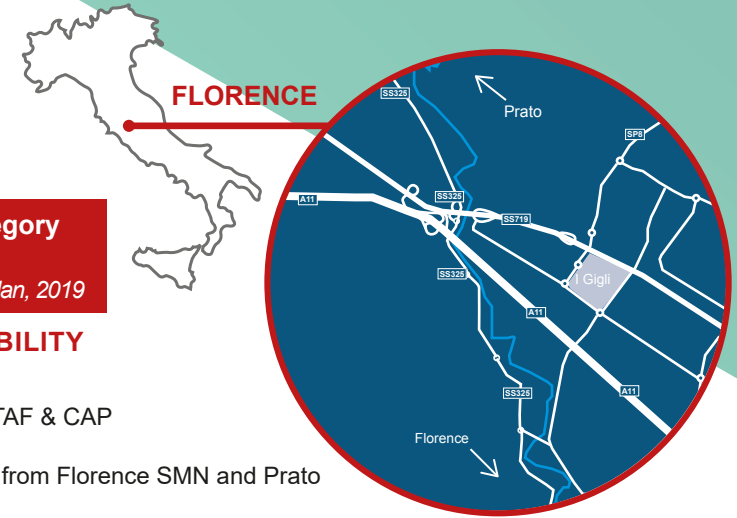 FLORENCE
SS325
Prato
SP8
A11
SS325
SS719
SS325
I Gigli
A11
A11
SS325
Florence
egory
an, 2019
BILITY
TAF & CAP
from Florence SMN and Prato